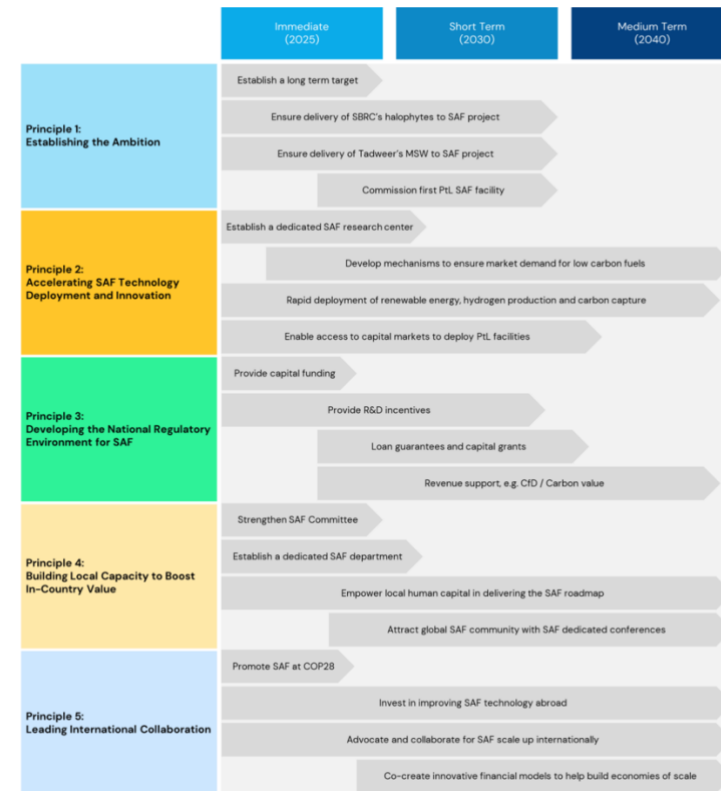 Immediate
(2025)
Short Term
(2030)
Medium Term
(2040)
Principle 1:
Establishing the Ambition
Establish a long term target
Ensure delivery of SBRC's halophytes to SAF project
Ensure delivery of Tadweer's MSW to SAF project
Commission first PtL SAF facility
Principle 2:
Accelerating SAF Technology
Deployment and Innovation
Establish a dedicated SAF research center
Develop mechanisms to ensure market demand for low carbon fuels
Rapid deployment of renewable energy, hydrogen production and carbon capture
Enable access to capital markets to deploy PtL facilities
Principle 3:
Developing the National Regulatory
Environment for SAF
Provide capital funding
Provide R&D incentives
Loan guarantees and capital grants
Revenue support, e.g. CfD / Carbon value
Principle 4:
Building Local Capacity to Boost
In-Country Value
Strengthen SAF Committee
Establish a dedicated SAF department
Empower local human capital in delivering the SAF roadmap
Attract global SAF community with SAF dedicated conferences
Principle 5:
Leading International Collaboration
Promote SAF at COP28
Invest in improving SAF technology abroad
Advocate and collaborate for SAF scale up internationally
Co-create innovative financial models to help build economies of scale